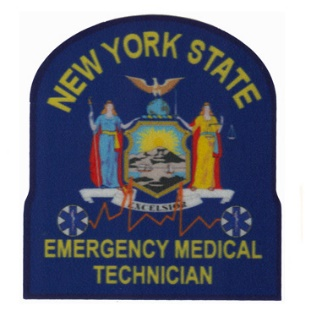 NEW YORK STATE
EXCELSIOR
EMERGENCY MEDICAL
TECHNICIAN